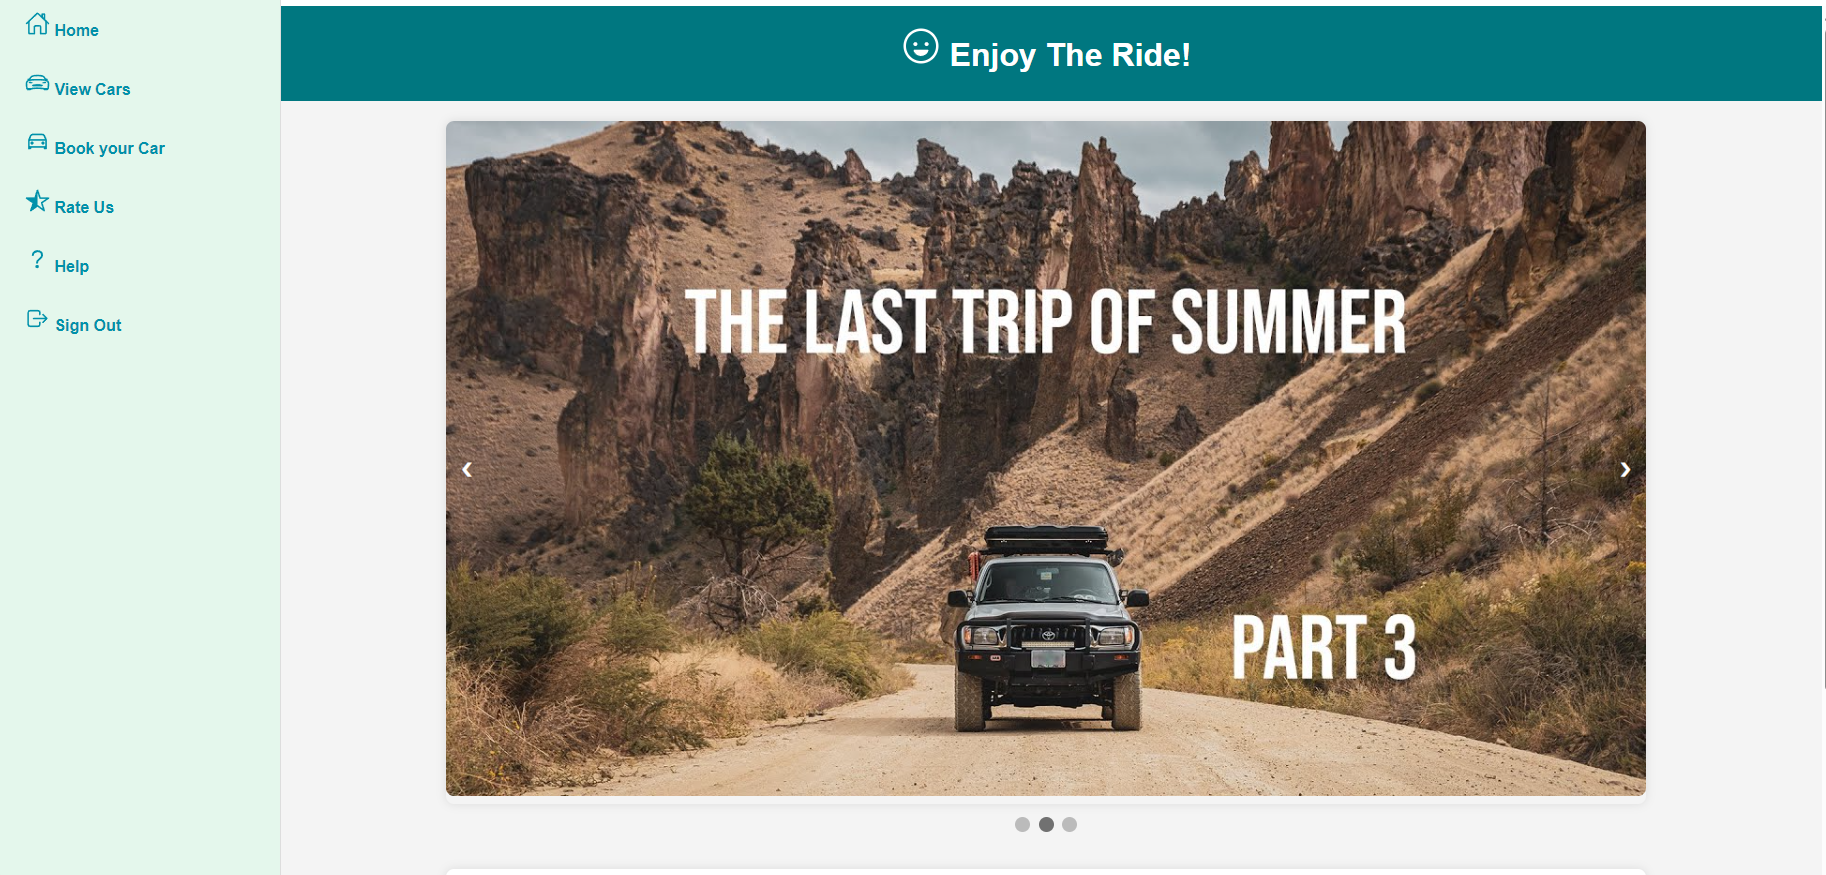 Home
View Cars
Book your Car
Rate Us
Help
Sign Out
Enjoy The Ride!
THE LAST TRIP OF SUMMER
PART 3